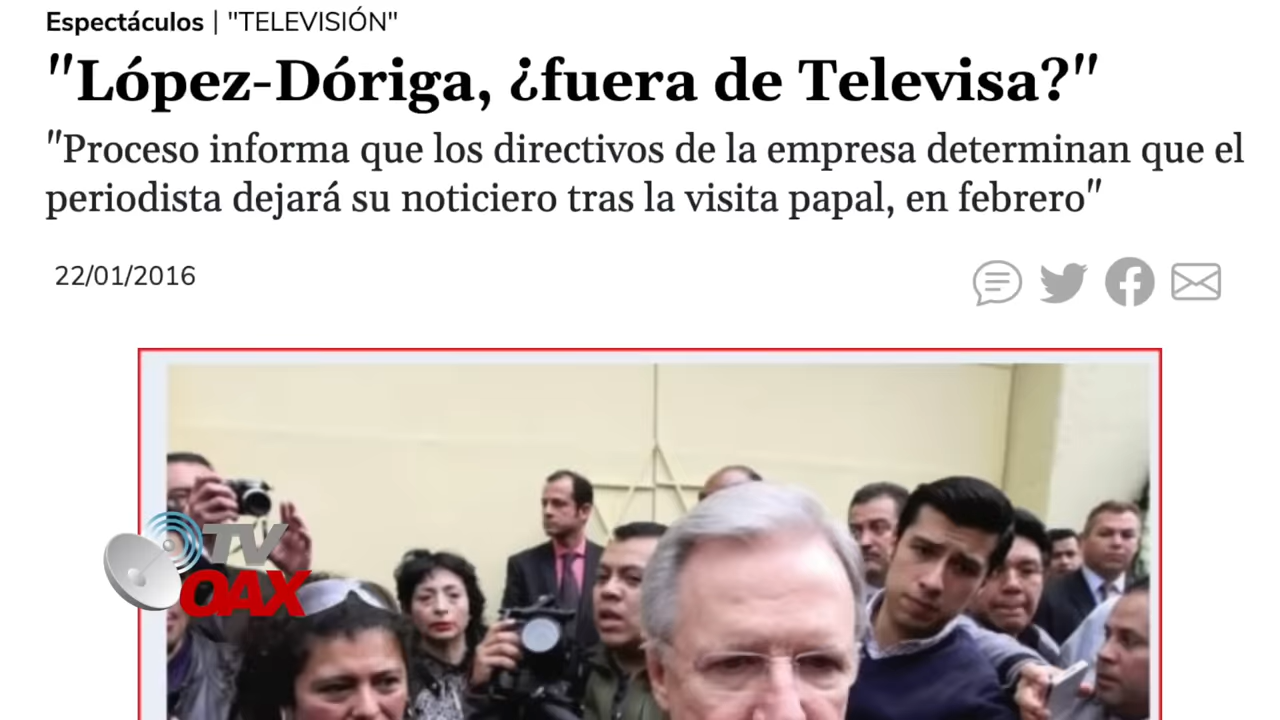 Espectáculos | "TELEVISIÓN"
"López-Dóriga, ¿fuera de Televisa?"
"Proceso informa que los directivos de la empresa determinan que el
periodista dejará su noticiero tras la visita papal, en febrero"
22/01/2016
TV
OAX